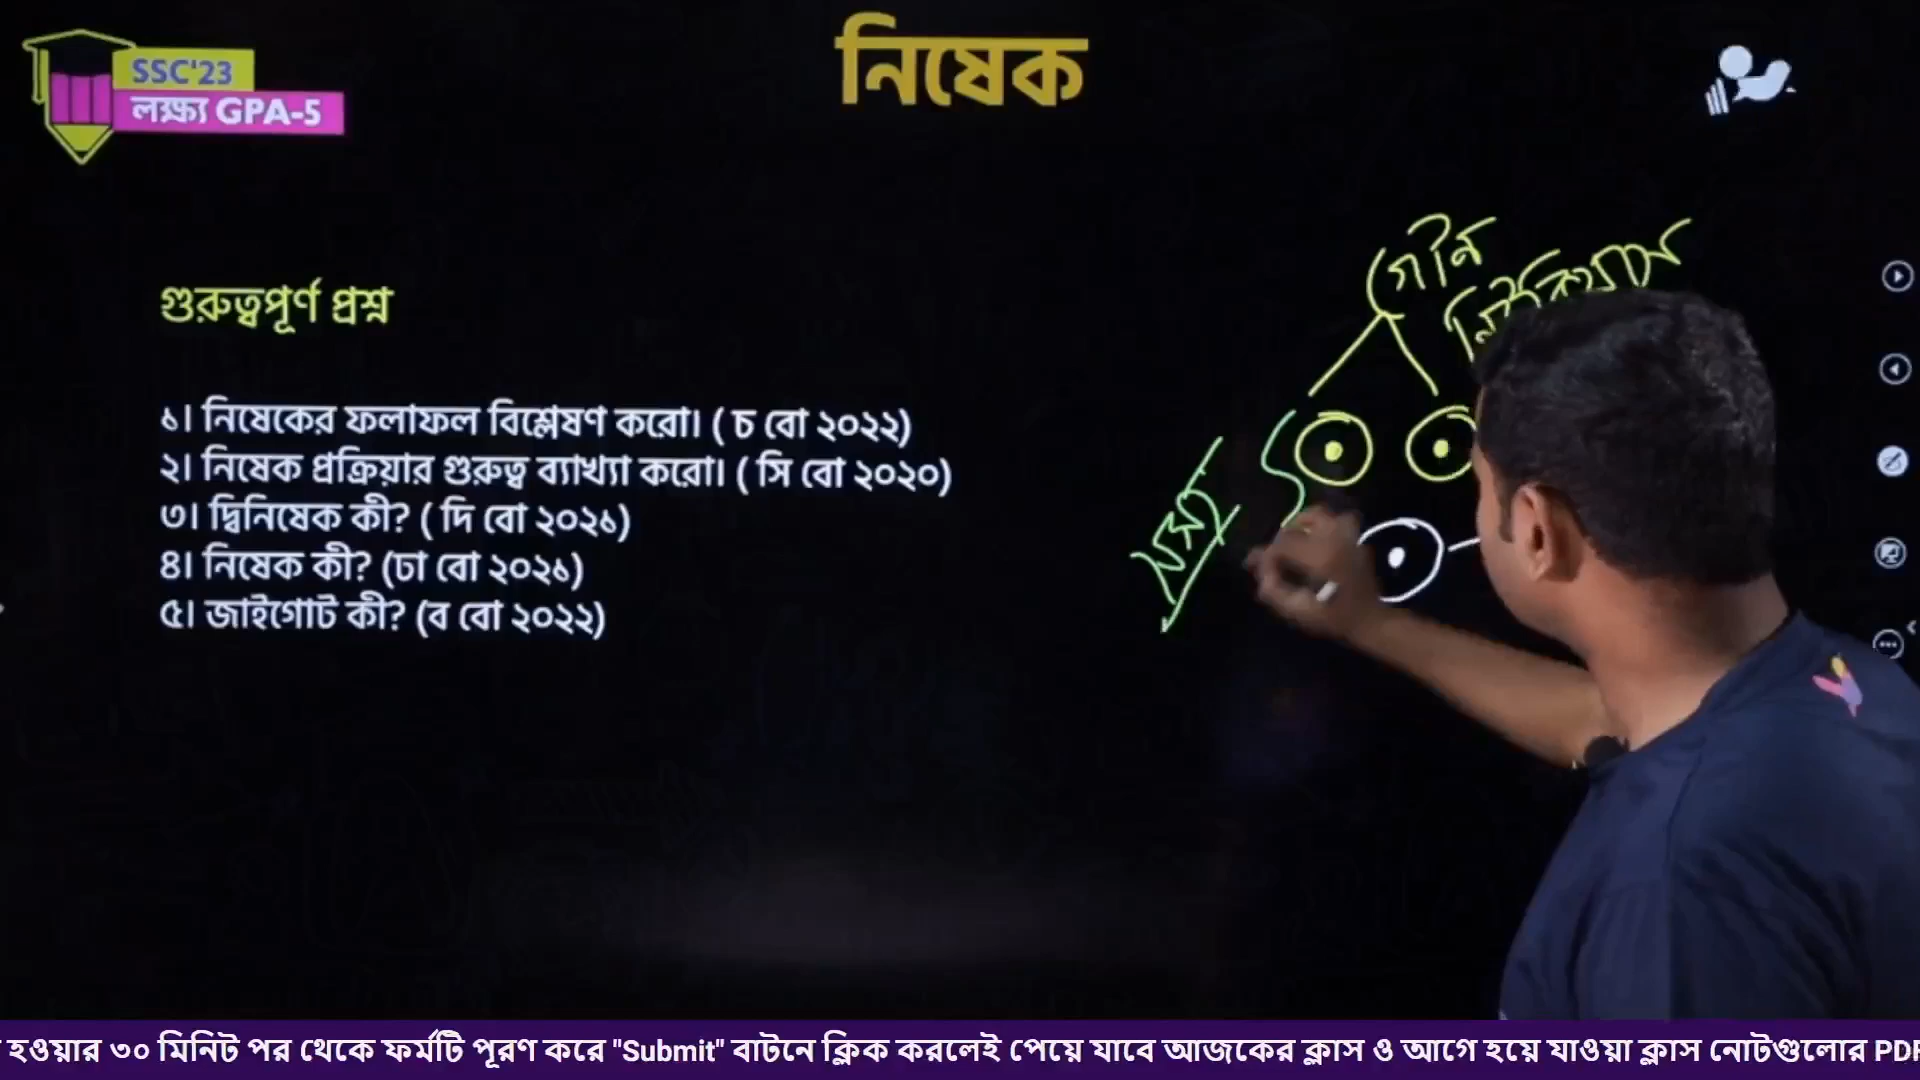 নিষেক
SSC'23
লক্ষ্য GPA-5
গুরুত্বপূর্ণ প্রশ্ন
১। নিষেকের ফলাফল বিশ্লেষণ করো। ( চ বো ২০২২)
২। নিষেক প্রক্রিয়ার গুরুত্ব ব্যাখ্যা করো। ( সি বো ২০২০)
৩। দ্বিনিষেক কী? ( দি বো ২০২১)
৪। নিষেক কী? (ঢা বো ২০২১)
৫। জাইগোট কী? (ব বো ২০২২)
গৌন
হওয়ার ৩০ মিনিট পর থেকে ফর্মটি পূরণ করে "Submit" বাটনে ক্লিক করলেই পেয়ে যাবে আজকের ক্লাস ও আগে হয়ে যাওয়া ক্লাস নোটগুলোর PDF